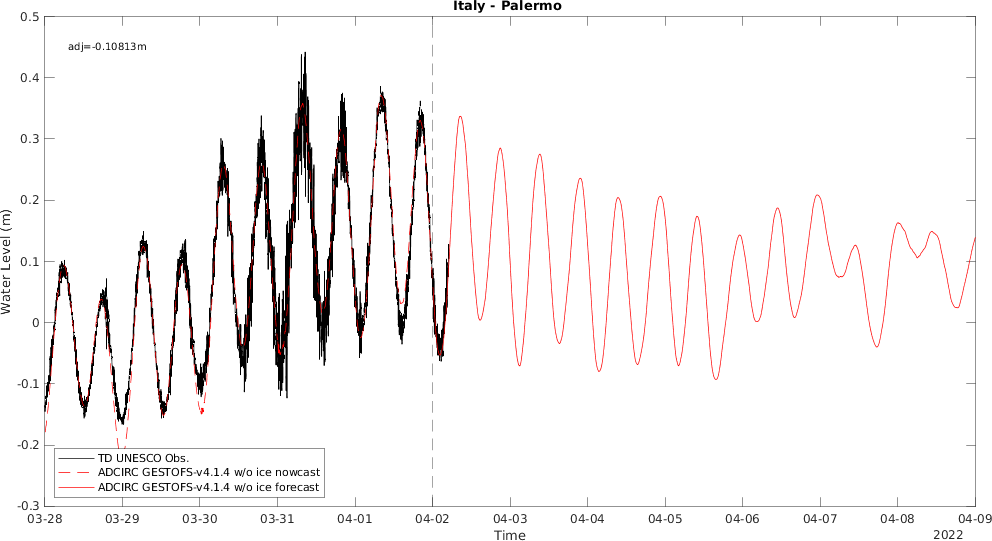 Italy - Palermo
adj=-0.10813m
0.5
0.4
0.3
0.2
0.1
0
-0.1
-0.2
-0.3
Water Level (m)
TD UNESCO Obs.
ADCIRC GESTOFS-v4.1.4 w/o ice nowcast
ADCIRC GESTOFS-v4.1.4 w/o ice forecast
03-28 03-29 03-30 03-31 04-01 04-02 04-03 04-04 04-05 04-06 04-07 04-08 04-09
Time
2022